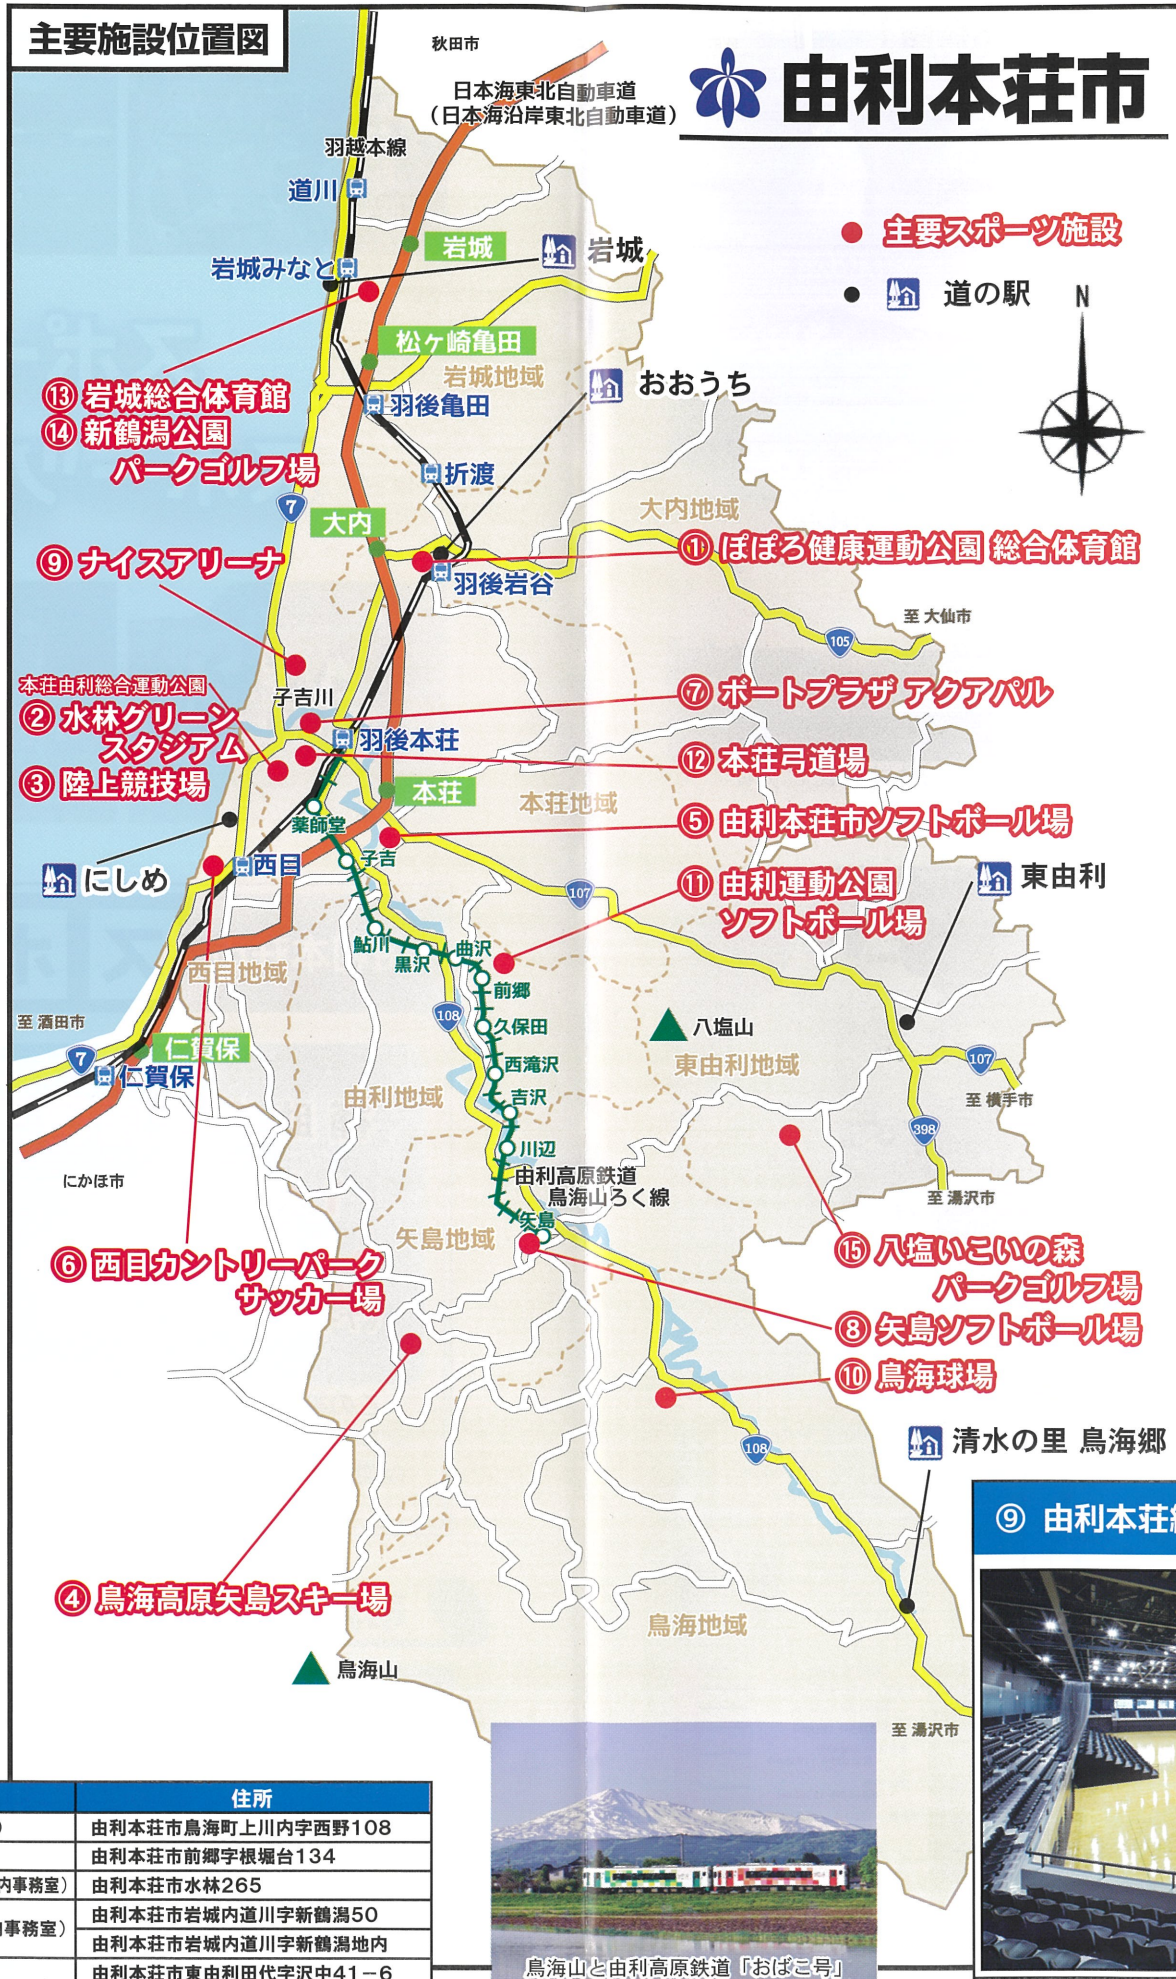 主要施設位置図
由利本荘市
秋田市
日本海東北自動車道
(日本海沿岸東北自動車道)
羽越本線
道川
岩城
岩城
岩城みなと
主要スポーツ施設
道の駅
N
松ヶ崎亀田
岩城地域
おおうち
⑬ 岩城総合体育館
⑭ 新鶴潟公園
パークゴルフ場
羽後亀田
折渡
7
大内地域
大内
⑨ ナイスアリーナ
① ぽぽろ健康運動公園 総合体育館
羽後岩谷
至 大仙市
105
本荘由利総合運動公園
② 水林グリーン
スタジアム
③ 陸上競技場
子吉川
⑦ ボートプラザ アクアパル
羽後本荘
⑫ 本荘弓道場
本荘
本荘地域
薬師堂
⑤ 由利本荘市ソフトボール場
子吉
西目
にしめ
107
⑪ 由利運動公園
ソフトボール場
東由利
鮎川
黒沢
曲沢
西目地域
前郷
至 酒田市
108
久保田
八塩山
仁賀保
7
仁賀保
西滝沢
東由利地域
107
由利地域
吉沢
至 横手市
398
川辺
にかほ市
由利高原鉄道
鳥海山ろく線
至 湯沢市
矢島
矢島地域
⑥ 西目カントリーパーク
サッカー場
⑮ 八塩いこいの森
パークゴルフ場
⑧ 矢島ソフトボール場
⑩ 鳥海球場
108
清水の里 鳥海郷
⑨ 由利本荘
④ 鳥海高原矢島スキー場
鳥海地域
鳥海山
至 湯沢市
住所
)
由利本荘市鳥海町上川内字西野108
由利本荘市前郷字根堀台134
内事務室)
由利本荘市水林265
事務室)
由利本荘市岩城内道川字新鶴潟50
由利本荘市岩城内道川字新鶴潟地内
由利本荘市東由利田代字沢中41-6
鳥海山と由利高原鉄道「おばこ号」